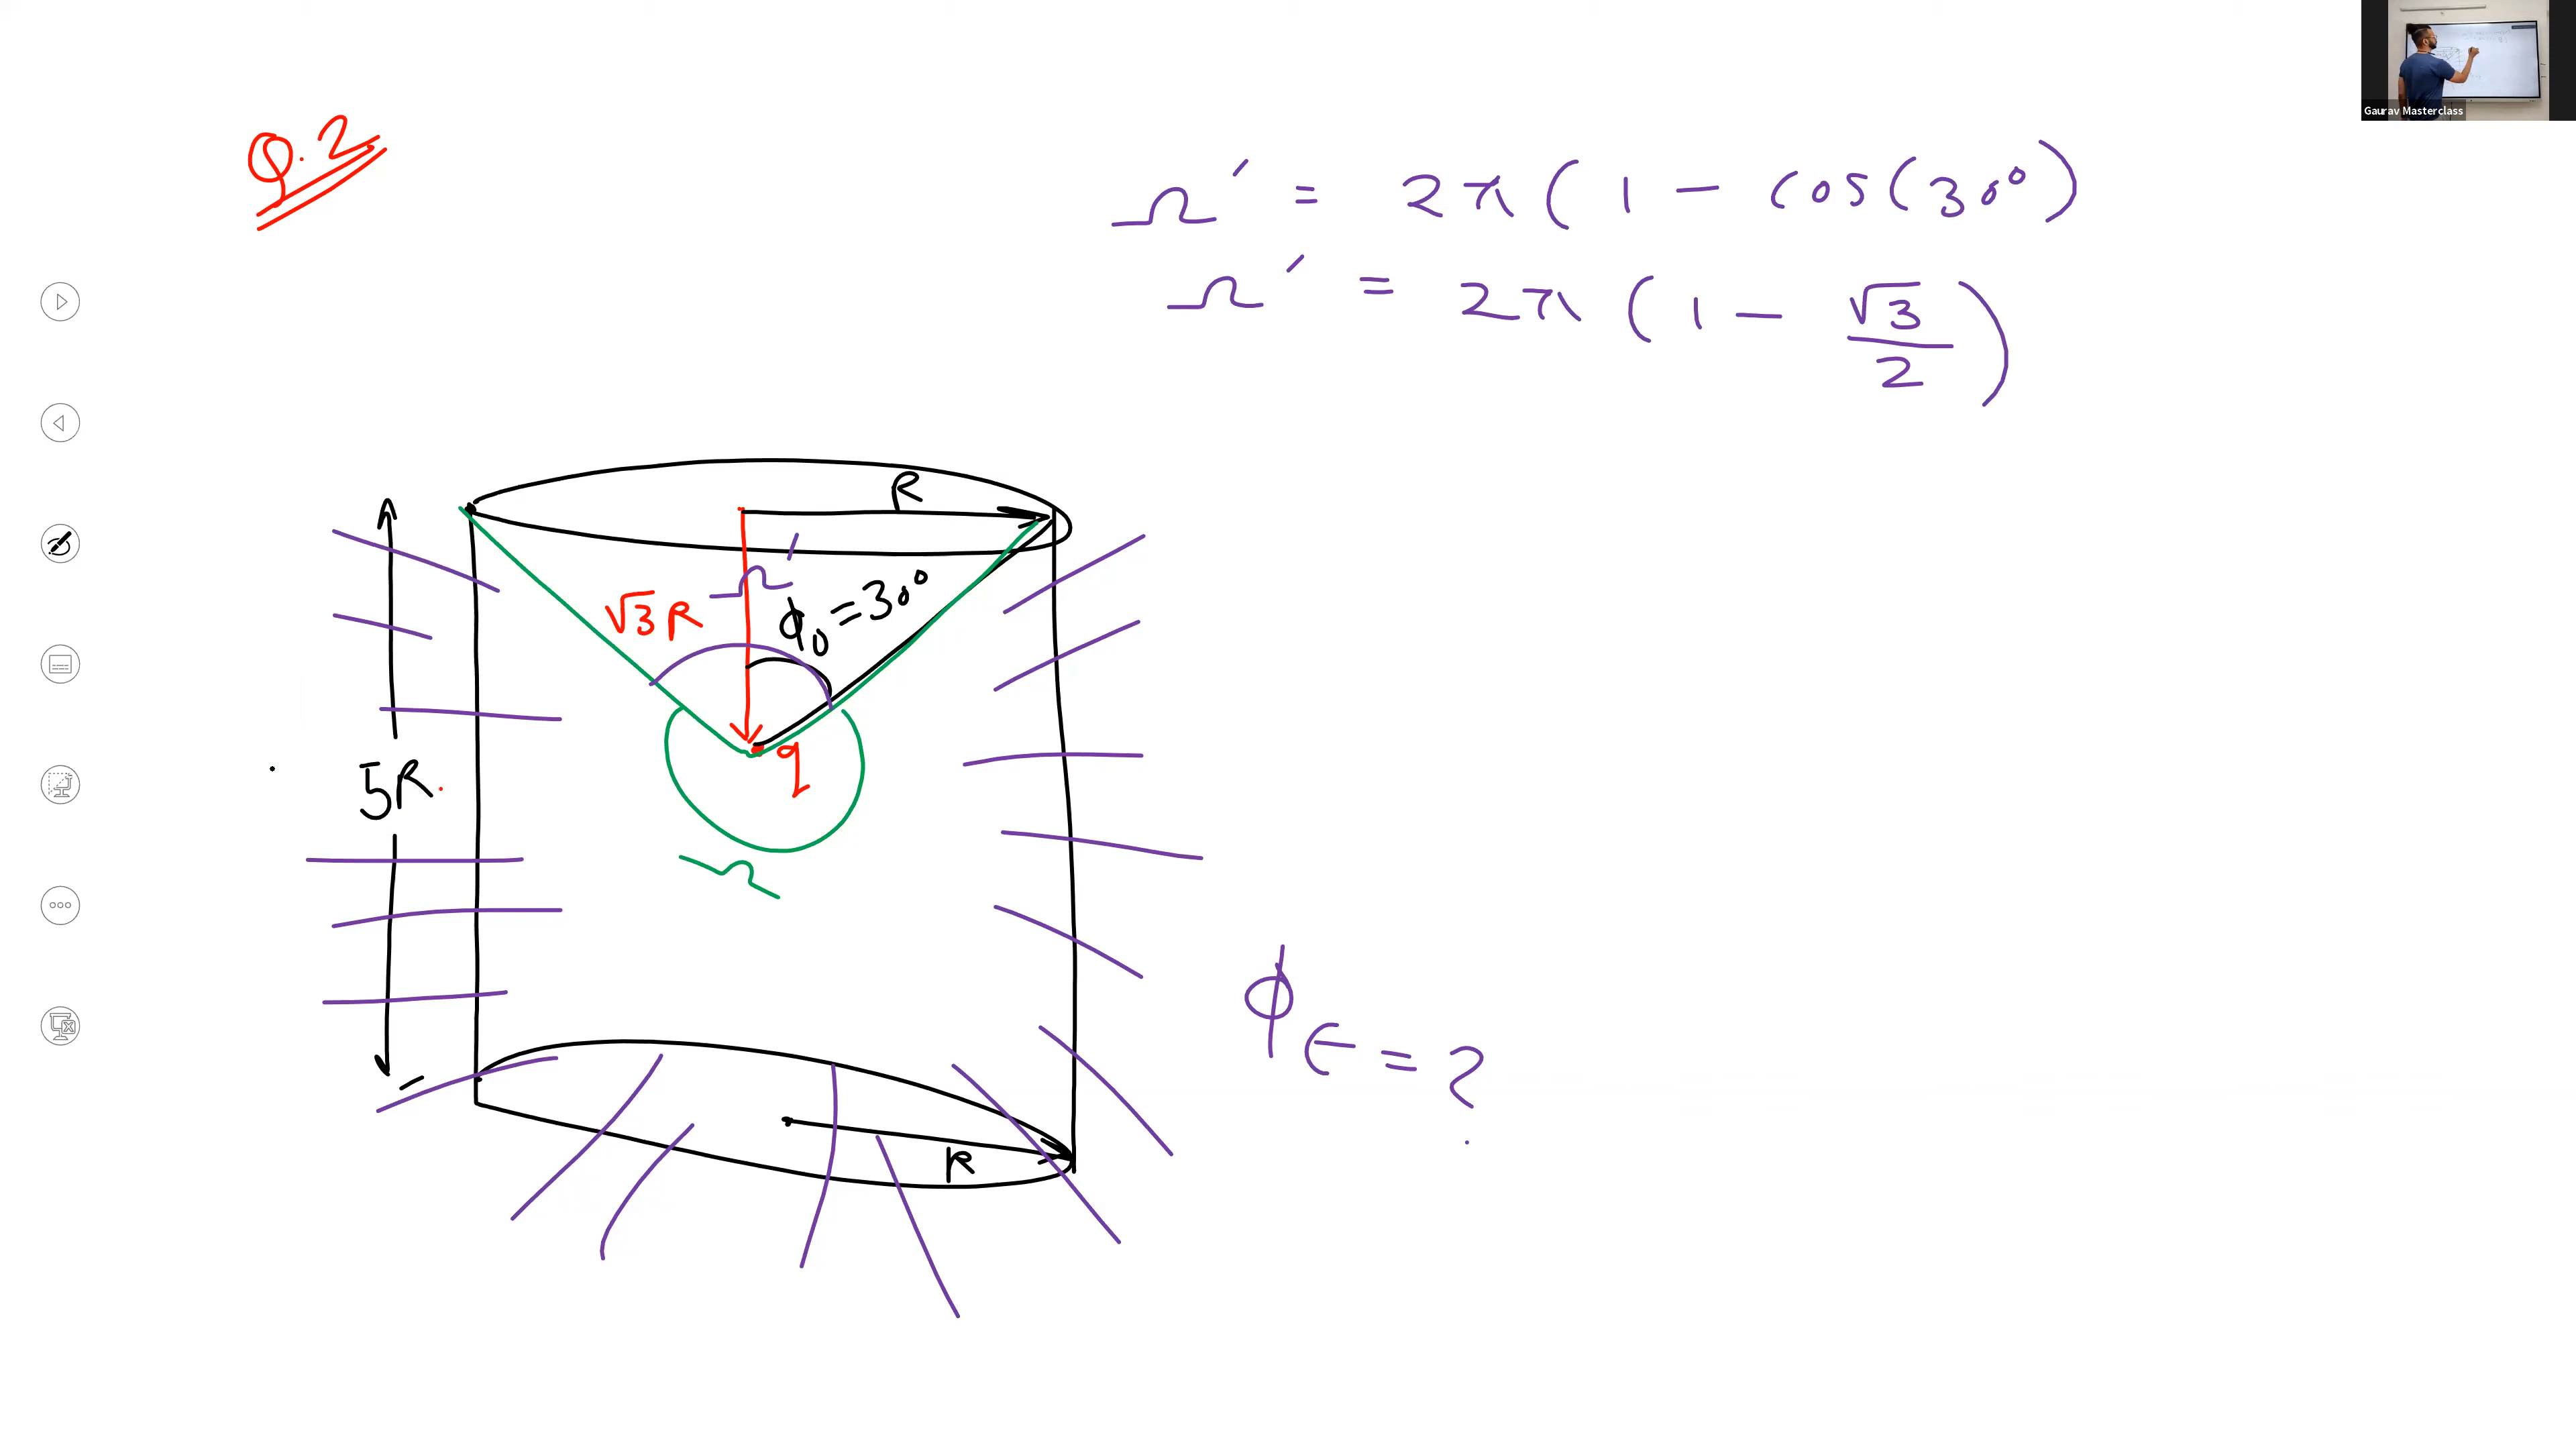 Q.2
Ω′ = 2π(1 − cos(30°)
Ω′ = 2π(1 − √3/2)
R
Ω′
√3R
ϕ₀ = 30°
q
5R
Ω
ϕE = ?
R
Gaurav Masterclass